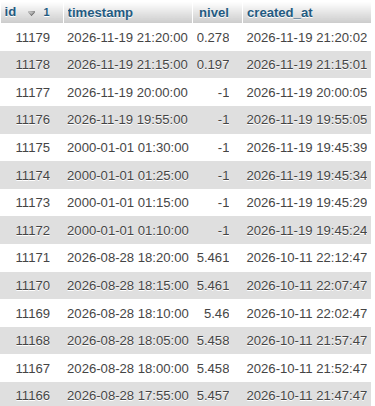 id 1 timestamp nivel created_at
11179 2026-11-19 21:20:00 0.278 2026-11-19 21:20:02
11178 2026-11-19 21:15:00 0.197 2026-11-19 21:15:01
11177 2026-11-19 20:00:00 -1 2026-11-19 20:00:05
11176 2026-11-19 19:55:00 -1 2026-11-19 19:55:05
11175 2000-01-01 01:30:00 -1 2026-11-19 19:45:39
11174 2000-01-01 01:25:00 -1 2026-11-19 19:45:34
11173 2000-01-01 01:15:00 -1 2026-11-19 19:45:29
11172 2000-01-01 01:10:00 -1 2026-11-19 19:45:24
11171 2026-08-28 18:20:00 5.461 2026-10-11 22:12:47
11170 2026-08-28 18:15:00 5.461 2026-10-11 22:07:47
11169 2026-08-28 18:10:00 5.46 2026-10-11 22:02:47
11168 2026-08-28 18:05:00 5.458 2026-10-11 21:57:47
11167 2026-08-28 18:00:00 5.458 2026-10-11 21:52:47
11166 2026-08-28 17:55:00 5.457 2026-10-11 21:47:47